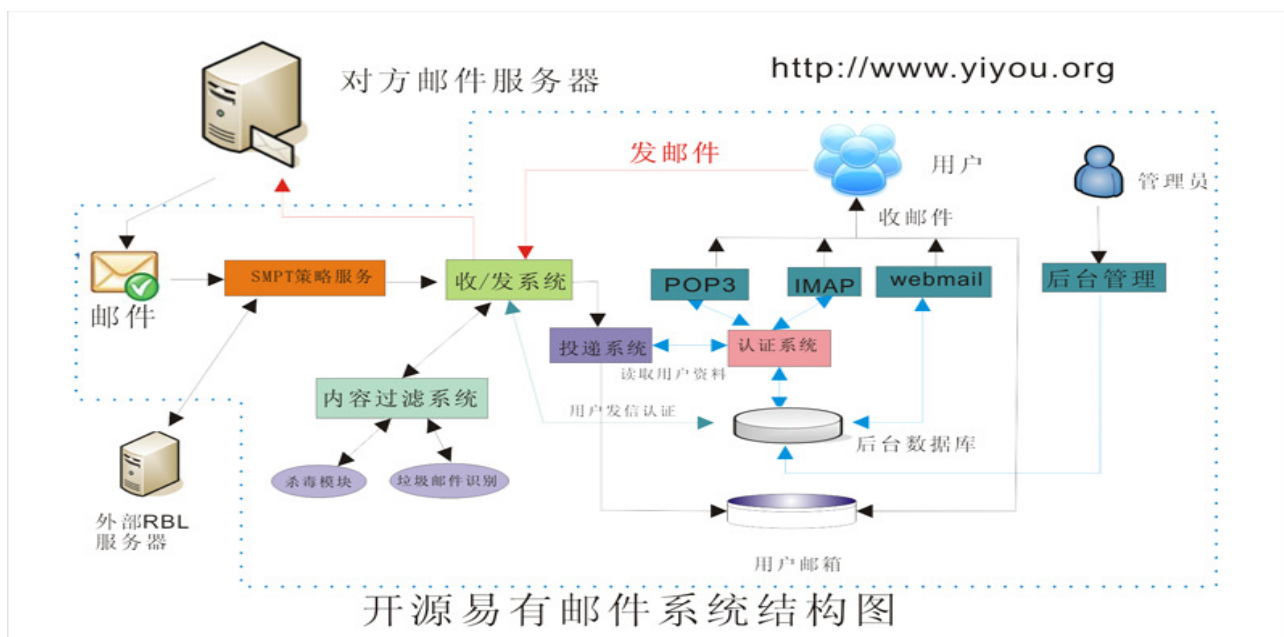 http://www.yiyou.org
对方邮件服务器
发邮件
用户
管理员
收邮件
邮件
SMPT策略服务
收/发系统
POP3
IMAP
webmail
后台管理
投递系统
认证系统
读取用户资料
内容过滤系统
用户发信认证
后台数据库
杀毒模块
垃圾邮件识别
外部RBL
服务器
用户邮箱
开源易有邮件系统结构图